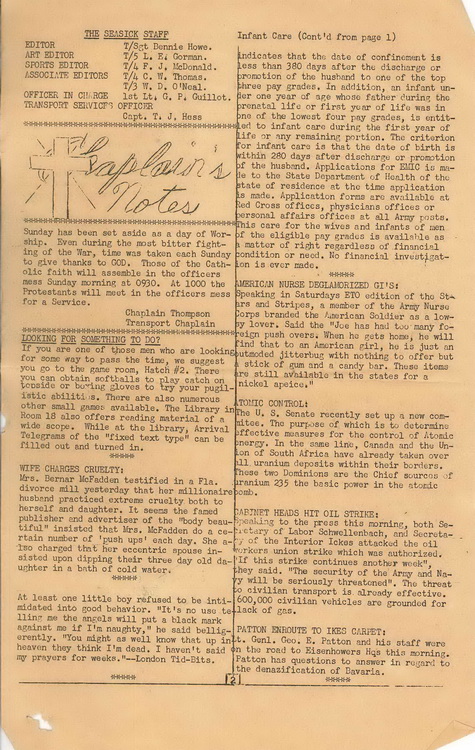 THE SEASICK STAFF
EDITOR T/Sgt Bennie Howe.
ART EDITOR T/5 L. E. Gorman.
SPORTS EDITOR T/4 F. J. McDonald.
ASSOCIATE EDITORS T/4 C. W. Thomas.
T/3 W. D. O'Neal.
OFFICER IN CHARGE 1st Lt. G. P. Guillot.
TRANSPORT SERVICES OFFICER
Capt. T. J. Hess
Chaplain's
Notes
Sunday has been set aside as a day of Wor-
ship. Even during the most bitter fight-
ing of the War, time was taken each Sunday
to give thanks to GOD. Those of the Cath-
olic faith will assemble in the officers
mess Sunday morning at 0930. At 1000 the
Protestants will meet in the officers mess
for a Service.
Chaplain Thompson
Transport Chaplain
LOOKING FOR SOMETHING TO DO?
If you are one of those men who are looking
for some way to pass the time, we suggest
you go to the game room, Hatch #2. There
you can obtain softballs to play catch on
topside or boxing gloves to try your pugil-
istic abilities. There are also numerous
other small games available. The Library in
Room 18 also offers reading material of a
wide scope. While at the library, Arrival
Telegrams of the "fixed text type" can be
filled out and turned in.
*****
WIFE CHARGES CRUELTY:
Mrs. Bernar McFadden testified in a Fla.
divorce mill yesterday that her millionaire
husband practiced extreme cruelty both to
herself and daughter. It seems the famed
publisher and advertiser of the "body beau-
tiful" insisted that Mrs. McFadden do a ce-
rtain number of 'push ups' each day. She a-
lso charged that her eccentric spouse in-
sisted upon dipping their three day old da-
ughter in a bath of cold water.
*****
At least one little boy refused to be inti-
midated into good behavior. "It's no use te-
lling me the angels will put a black mark
against me if I'm naughty," he said bellig-
erently. "You might as well know that up in
heaven they think I'm dead. I haven't said
my prayers for weeks."--London Tid-Bits.
*****
Infant Care (Cont'd from page 1)
indicates that the date of confinement is
less than 380 days after the discharge or
promotion of the husband to one of the top
three pay grades. In addition, an infant un-
der one year of age whose father during the
prenatal life or first year of life was in
one of the lowest four pay grades, is entit-
led to infant care during the first year of
life or any remaining portion. The criterion
for infant care is that the date of birth is
within 280 days after discharge or promotion
of the husband. Applications for EMIC is ma-
de to the State Department of Health of the
state of residence at the time application
is made. Application forms are available at
Red Cross offices, physicians offices or
personal affairs offices at all Army posts.
This care for the wives and infants of men
of the eligible pay grades is available as
a matter of right regardless of financial
condition or need. No financial investigat-
ion is ever made.
*****
AMERICAN NURSE DEGLAMORIZED GI'S:
Speaking in Saturdays ETO edition of the St-
ars and Stripes, a member of the Army Nurse
Corps branded the American Soldier as a low-
ly lover. Said the "Joe has had too many fo-
reign push overs. When he gets home, he will
find that to an American girl, he is just an
outmoded jitterbug with nothing to offer but
a stick of gum and a candy bar. These items
are still available in the states for a
nickel apeice."
ATOMIC CONTROL:
The U. S. Senate recently set up a new com-
mittee. The purpose of which is to determine
effective measures for the control of Atomic
energy. In the same line, Canada and the Un-
ion of South Africa have already taken over
all uranium deposits within their borders.
These two Dominions are the Chief sources of
uranium 235 the basic power in the atomic
bomb.
CABINET HEADS HIT OIL STRIKE:
Speaking to the press this morning, both Se-
cretary of Labor Schwellenbach, and Secreta-
ry of the Interior Ickes attacked the oil
workers union strike which was authorized.
"If this strike continues another week",
they said. "The security of the Army and Na-
vy will be seriously threatened". The threat
to civilian transport is already effective.
600,000 civilian vehicles are grounded for
lack of gas.
PATTON ENROUTE TO IKES CARPET:
Lt. Genl. Geo. E. Patton and his staff were
on the road to Eisenhowers Hqs this morning.
Patton has questions to answer in regard to
the denazification of Bavaria.
*****
2